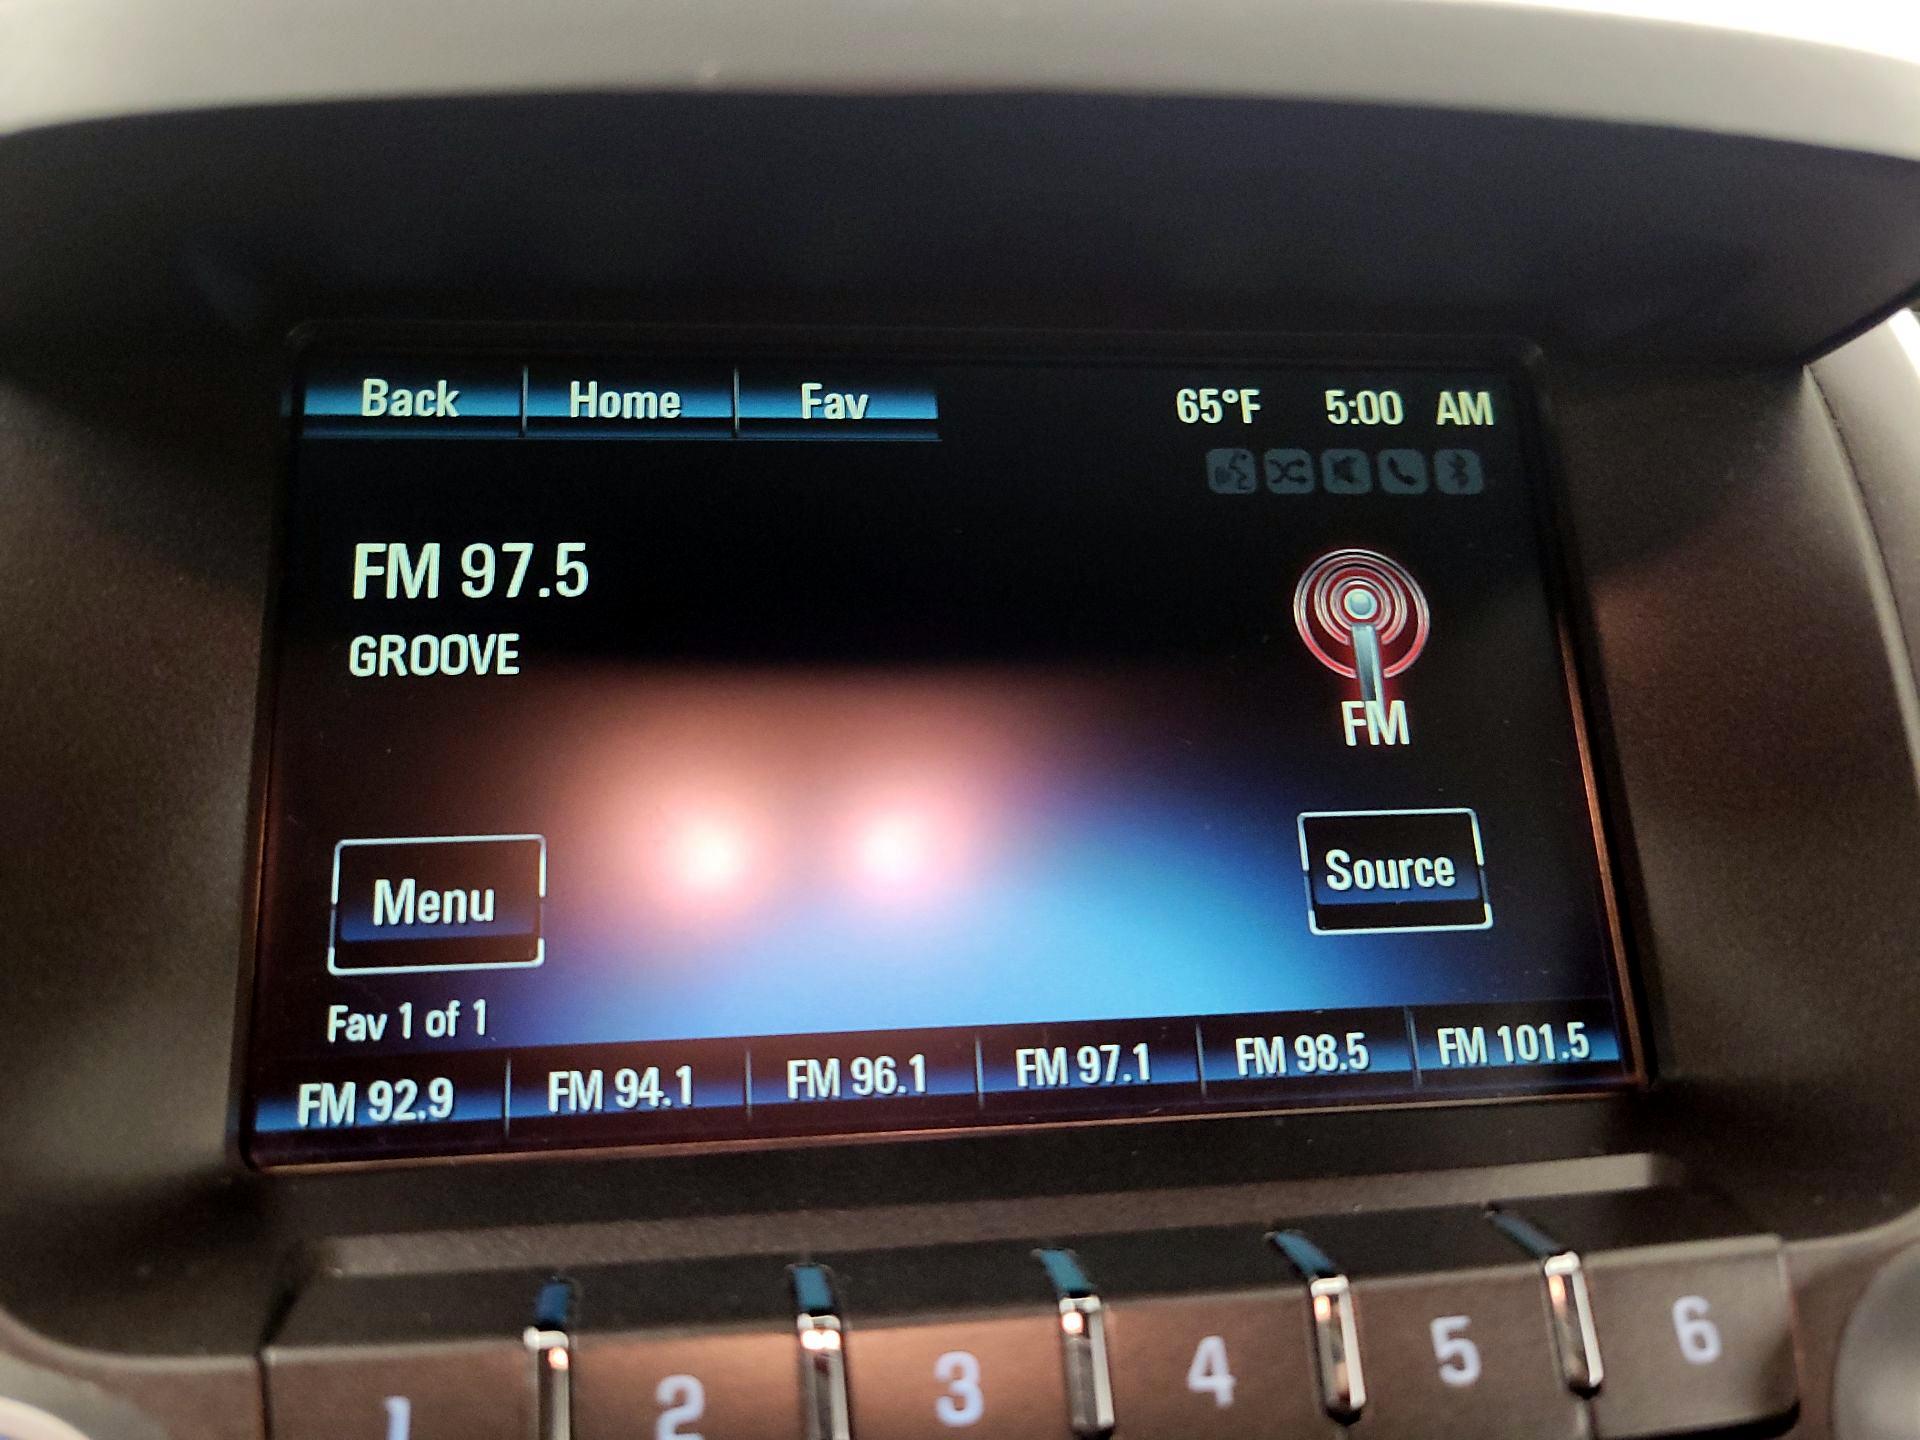 Back Home Fav 65°F 5:00 AM
FM 97.5
GROOVE
FM
Menu
Source
Fav 1 of 1
FM 92.9 FM 94.1 FM 96.1 FM 97.1 FM 98.5 FM 101.5
1 2 3 4 5 6